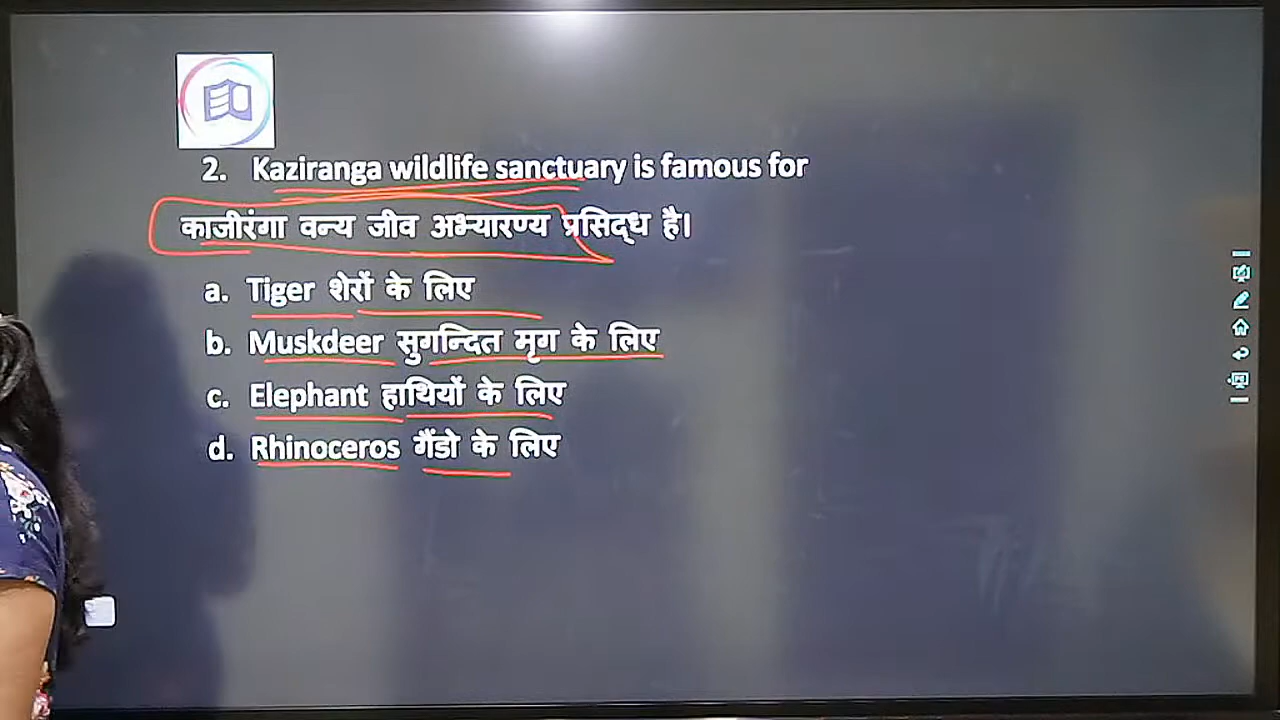 2. Kaziranga wildlife sanctuary is famous for
काजीरंगा वन्य जीव अभ्यारण्य प्रसिद्ध है।
a. Tiger शेरों के लिए
b. Muskdeer सुगन्दित मृग के लिए
c. Elephant हाथियों के लिए
d. Rhinoceros गैंडो के लिए